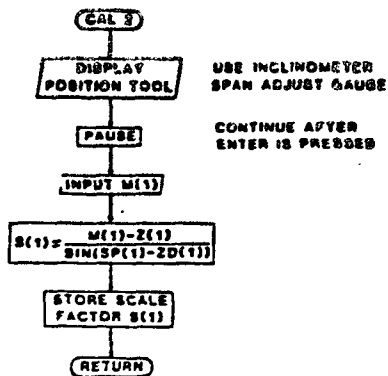 CAL 3
DISPLAY
POSITION TOOL
USE INCLINOMETER
SPAN ADJUST GAUGE
PAUSE
CONTINUE AFTER
ENTER IS PRESSED
INPUT M(1)
S(1)= M(1)-Z(1)
SIN(SP(1)-ZD(1))
STORE SCALE
FACTOR S(1)
RETURN